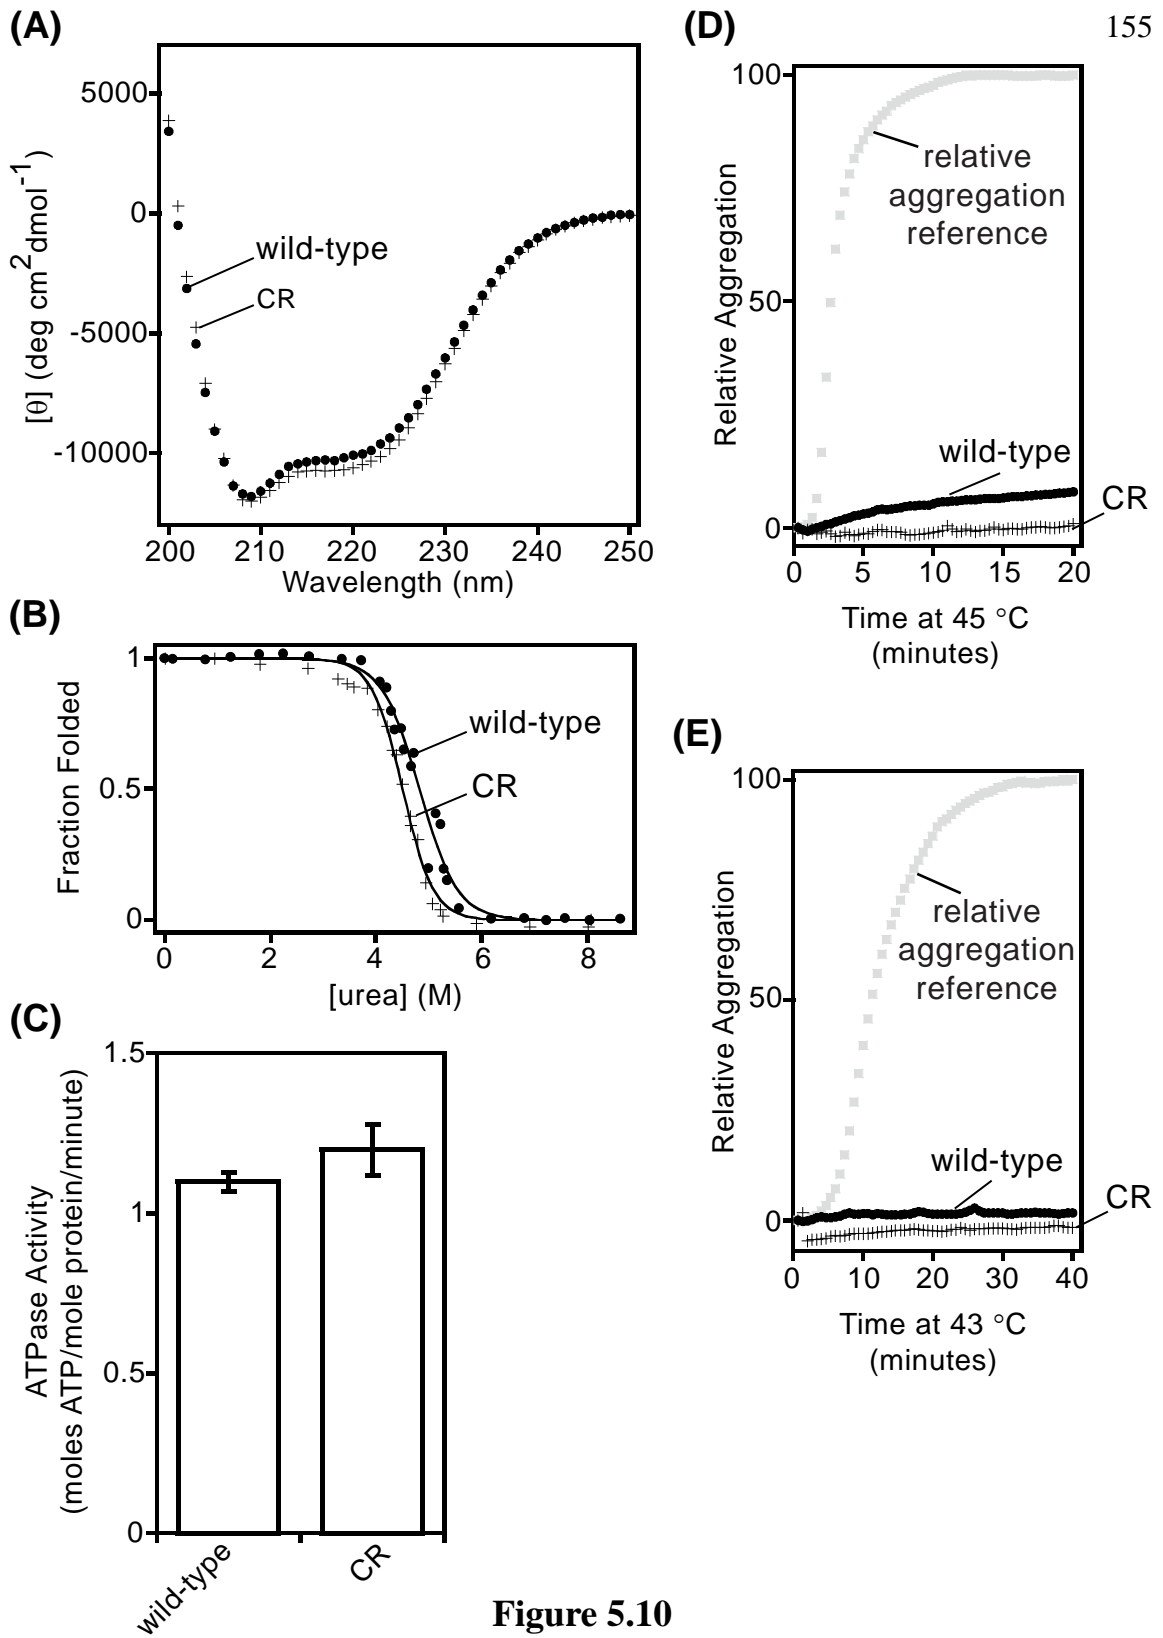 155
(A)
5000
0
-5000
-10000
[θ] (deg cm2dmol-1)
wild-type
CR
200 210 220 230 240 250
Wavelength (nm)
(B)
1
0.5
0
Fraction Folded
wild-type
CR
0 2 4 6 8
[urea] (M)
(C)
1.5
1
0.5
0
ATPase Activity
(moles ATP/mole protein/minute)
wild-type
CR
(D)
100
50
0
Relative Aggregation
relative
aggregation
reference
wild-type
CR
0 5 10 15 20
Time at 45 °C
(minutes)
(E)
100
50
0
Relative Aggregation
relative
aggregation
reference
wild-type
CR
0 10 20 30 40
Time at 43 °C
(minutes)
Figure 5.10